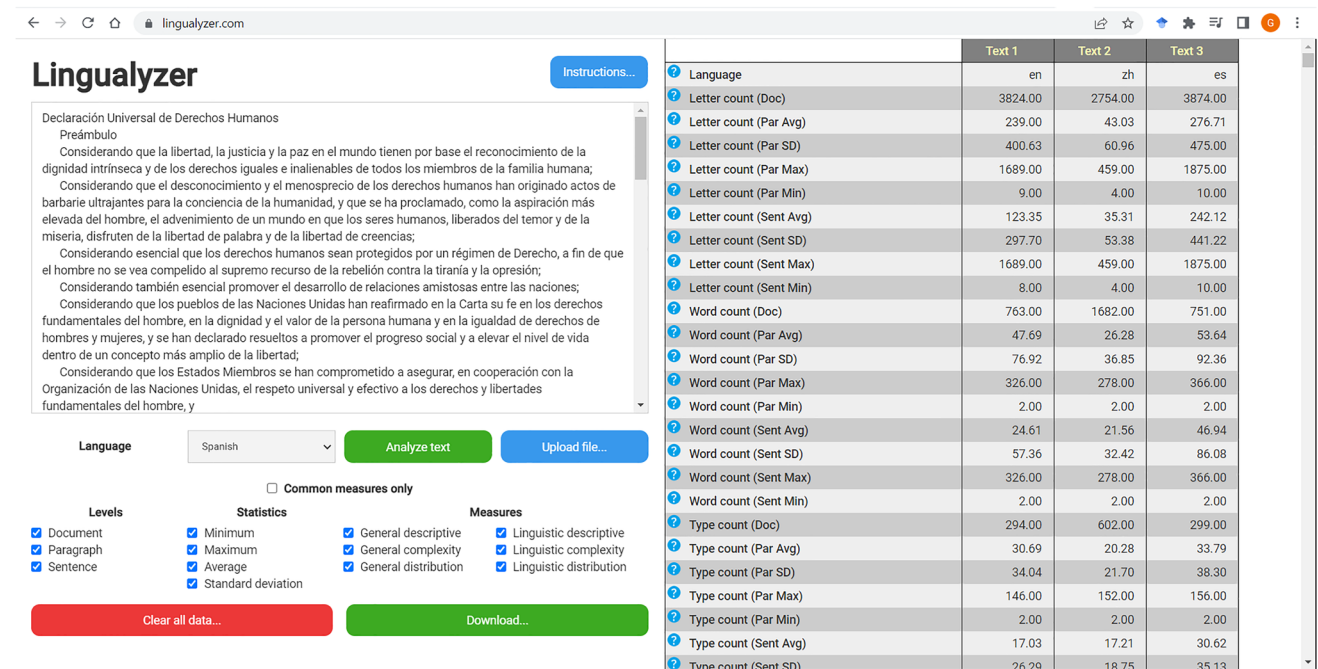 lingualyzer.com
G
Lingualyzer
Instructions...
Declaración Universal de Derechos Humanos
Preámbulo
Considerando que la libertad, la justicia y la paz en el mundo tienen por base el reconocimiento de la
dignidad intrínseca y de los derechos iguales e inalienables de todos los miembros de la familia humana;
Considerando que el desconocimiento y el menosprecio de los derechos humanos han originado actos de
barbarie ultrajantes para la conciencia de la humanidad, y que se ha proclamado, como la aspiración más
elevada del hombre, el advenimiento de un mundo en que los seres humanos, liberados del temor y de la
miseria, disfruten de la libertad de palabra y de la libertad de creencias;
Considerando esencial que los derechos humanos sean protegidos por un régimen de Derecho, a fin de que
el hombre no se vea compelido al supremo recurso de la rebelión contra la tiranía y la opresión;
Considerando también esencial promover el desarrollo de relaciones amistosas entre las naciones;
Considerando que los pueblos de las Naciones Unidas han reafirmado en la Carta su fe en los derechos
fundamentales del hombre, en la dignidad y el valor de la persona humana y en la igualdad de derechos de
hombres y mujeres, y se han declarado resueltos a promover el progreso social y a elevar el nivel de vida
dentro de un concepto más amplio de la libertad;
Considerando que los Estados Miembros se han comprometido a asegurar, en cooperación con la
Organización de las Naciones Unidas, el respeto universal y efectivo a los derechos y libertades
fundamentales del hombre, y
Language Spanish Analyze text Upload file...
Common measures only
Levels Statistics Measures
Document Minimum General descriptive Linguistic descriptive
Paragraph Maximum General complexity Linguistic complexity
Sentence Average General distribution Linguistic distribution
Standard deviation
Clear all data... Download...
Text 1 Text 2 Text 3
? Language en zh es
? Letter count (Doc) 3824.00 2754.00 3874.00
? Letter count (Par Avg) 239.00 43.03 276.71
? Letter count (Par SD) 400.63 60.96 475.00
? Letter count (Par Max) 1689.00 459.00 1875.00
? Letter count (Par Min) 9.00 4.00 10.00
? Letter count (Sent Avg) 123.35 35.31 242.12
? Letter count (Sent SD) 297.70 53.38 441.22
? Letter count (Sent Max) 1689.00 459.00 1875.00
? Letter count (Sent Min) 8.00 4.00 10.00
? Word count (Doc) 763.00 1682.00 751.00
? Word count (Par Avg) 47.69 26.28 53.64
? Word count (Par SD) 76.92 36.85 92.36
? Word count (Par Max) 326.00 278.00 366.00
? Word count (Par Min) 2.00 2.00 2.00
? Word count (Sent Avg) 24.61 21.56 46.94
? Word count (Sent SD) 57.36 32.42 86.08
? Word count (Sent Max) 326.00 278.00 366.00
? Word count (Sent Min) 2.00 2.00 2.00
? Type count (Doc) 294.00 602.00 299.00
? Type count (Par Avg) 30.69 20.28 33.79
? Type count (Par SD) 34.04 21.70 38.30
? Type count (Par Max) 146.00 152.00 156.00
? Type count (Par Min) 2.00 2.00 2.00
? Type count (Sent Avg) 17.03 17.21 30.62
? Type count (Sent SD) 26.29 18.75 35.13